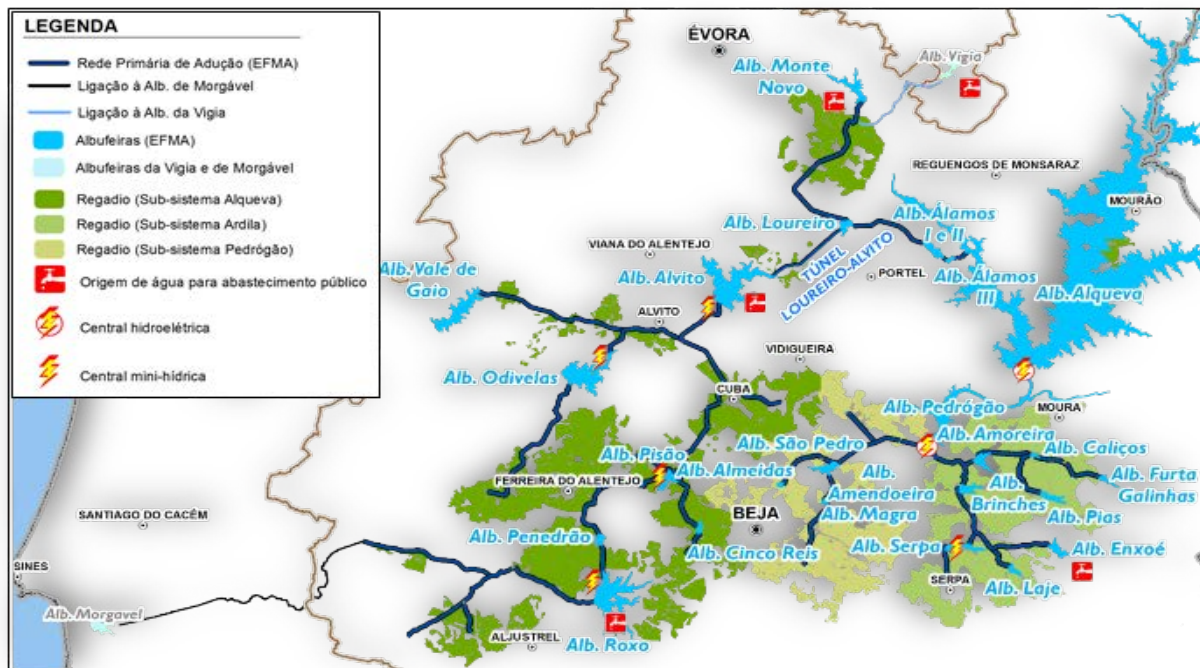 LEGENDA
Rede Primária de Adução (EFMA)
Ligação à Alb. de Morgável
Ligação à Alb. da Vigia
Albufeiras (EFMA)
Albufeiras da Vigia e de Morgável
Regadio (Sub-sistema Alqueva)
Regadio (Sub-sistema Ardila)
Regadio (Sub-sistema Pedrógão)
Origem de água para abastecimento público
Central hidroelétrica
Central mini-hídrica
ÉVORA
Alb. Vigia
Alb. Monte
Novo
REGUENGOS DE MONSARAZ
MOURÃO
Alb. Loureiro
Alb. Álamos
I e II
VIANA DO ALENTEJO
TÚNEL
LOUREIRO-ALVITO
PORTEL
Alb. Vale de
Gaio
Alb. Alvito
Alb. Álamos
III
Alb. Alqueva
ALVITO
VIDIGUEIRA
Alb. Odivelas
CUBA
Alb. Pedrógão
MOURA
Alb. São Pedro
Alb. Amoreira
Alb. Caliços
Alb. Pisão
Alb. Almeidas
FERREIRA DO ALENTEJO
Alb.
Amendoeira
Alb.
Brinches
Alb. Furta
Galinhas
SANTIAGO DO CACÉM
BEJA
Alb. Magra
Alb. Pias
Alb. Penedrão
Alb. Cinco Reis
Alb. Serpa
Alb. Enxoé
SINES
SERPA
Alb. Laje
Alb. Morgavel
ALJUSTREL
Alb. Roxo